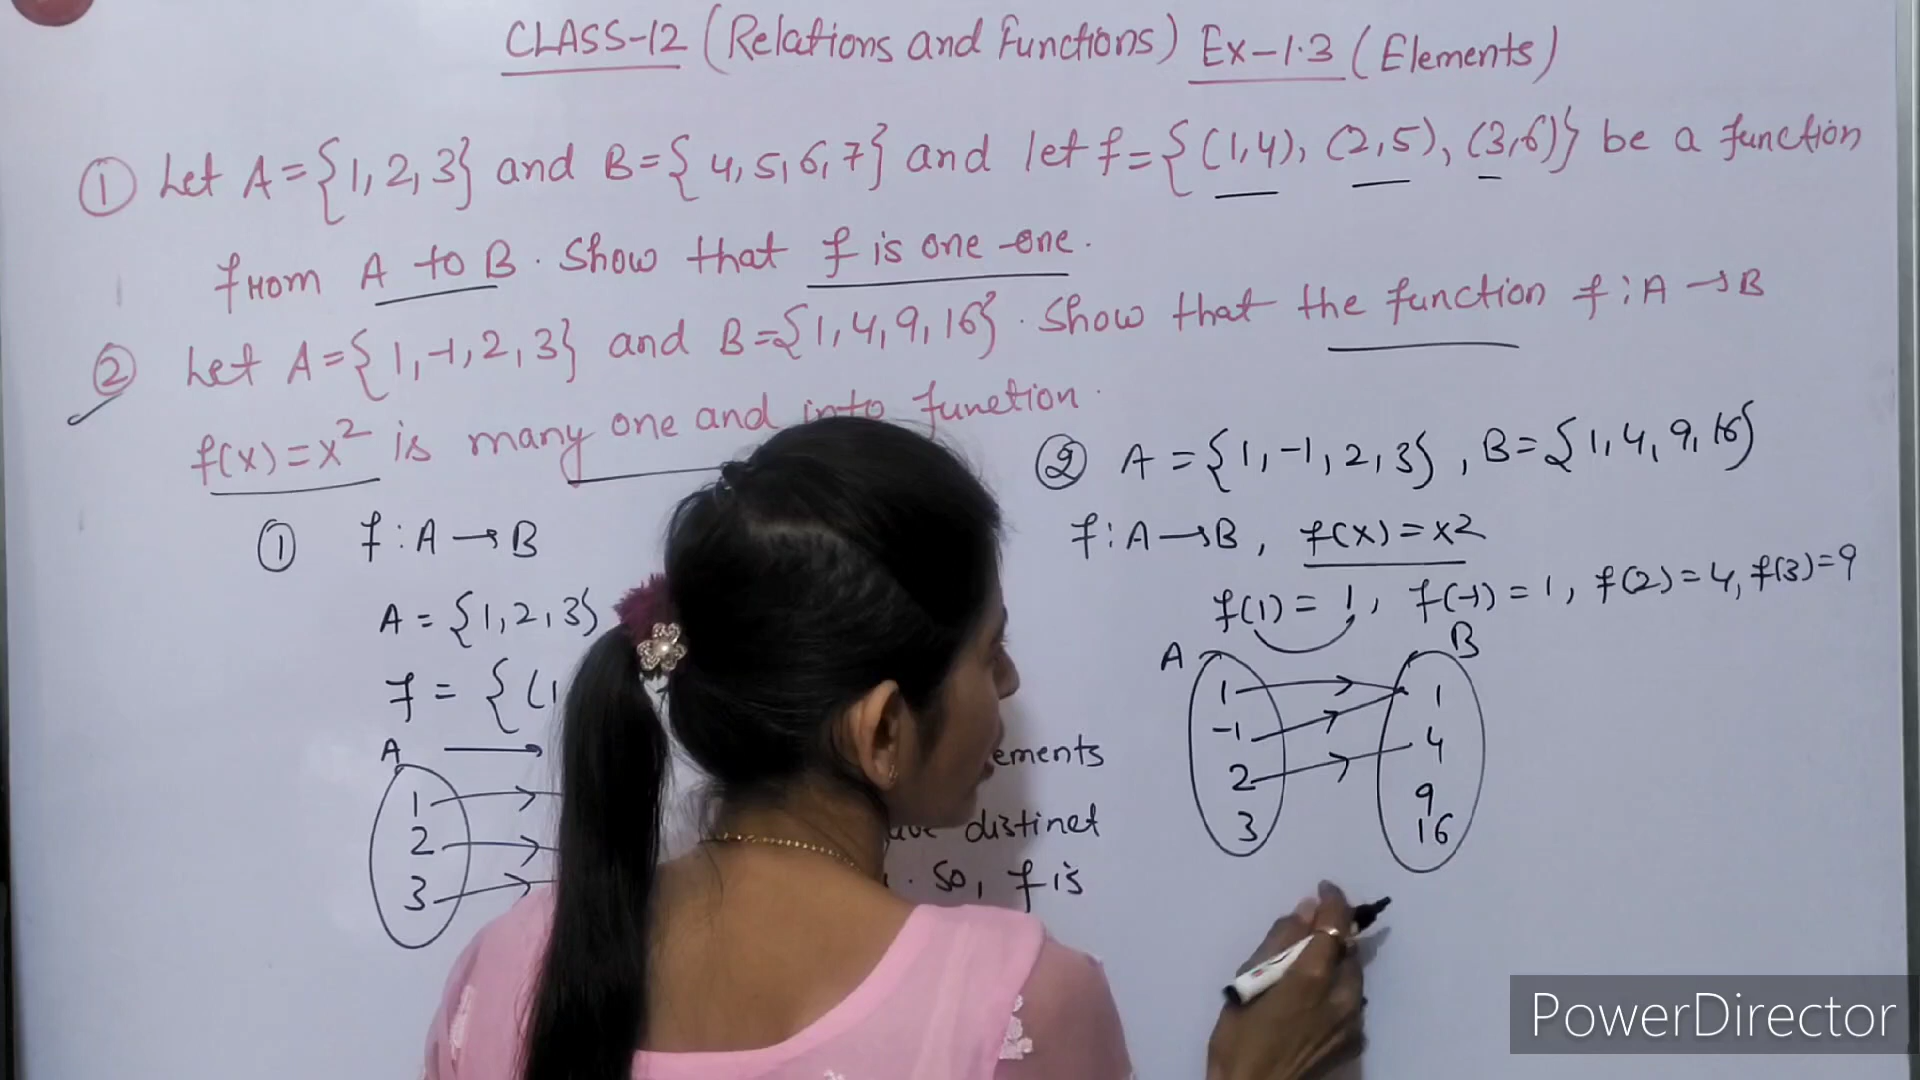 CLASS-12 (Relations and Functions) Ex-1.3 (Elements)
① Let A={1,2,3} and B={4,5,6,7} and let f={(1,4), (2,5), (3,6)} be a function
from A to B. Show that f is one-one.
② Let A={1,-1,2,3} and B={1,4,9,16}. Show that the function f:A→B
f(x)=x² is many one and into function.
① f:A→B
A={1,2,3}
f={(1
A
1
2
3
ements
distinct
. So, f is
② A={1,-1,2,3}, B={1,4,9,16}
f:A→B, f(x)=x2
f(1)=1, f(-1)=1, f(2)=4, f(3)=9
A B
1 1
-1 4
2 9
3 16
PowerDirector